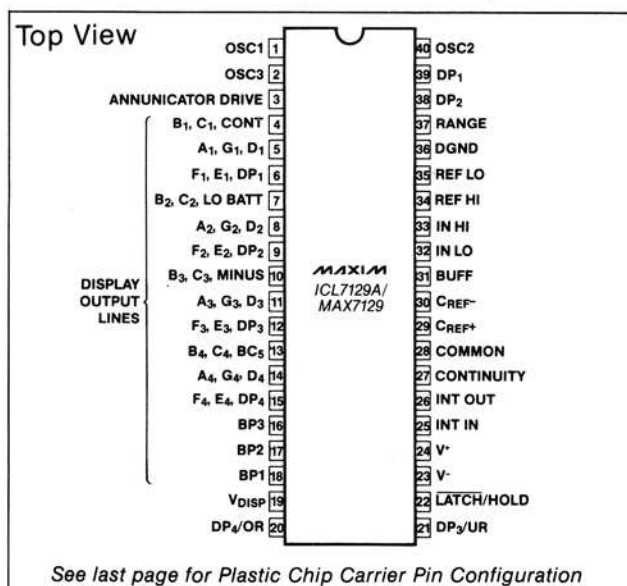 Top View
OSC1 1
OSC3 2
ANNUNICATOR DRIVE 3
B1, C1, CONT 4
A1, G1, D1 5
F1, E1, DP1 6
B2, C2, LO BATT 7
A2, G2, D2 8
F2, E2, DP2 9
B3, C3, MINUS 10
A3, G3, D3 11
F3, E3, DP3 12
B4, C4, BC5 13
A4, G4, D4 14
F4, E4, DP4 15
BP3 16
BP2 17
BP1 18
VDISP 19
DP4/OR 20
DISPLAY
OUTPUT
LINES
MAXIM
ICL7129A/
MAX7129
40 OSC2
39 DP1
38 DP2
37 RANGE
36 DGND
35 REF LO
34 REF HI
33 IN HI
32 IN LO
31 BUFF
30 CREF-
29 CREF+
28 COMMON
27 CONTINUITY
26 INT OUT
25 INT IN
24 V+
23 V-
22 LATCH/HOLD
21 DP3/UR
See last page for Plastic Chip Carrier Pin Configuration